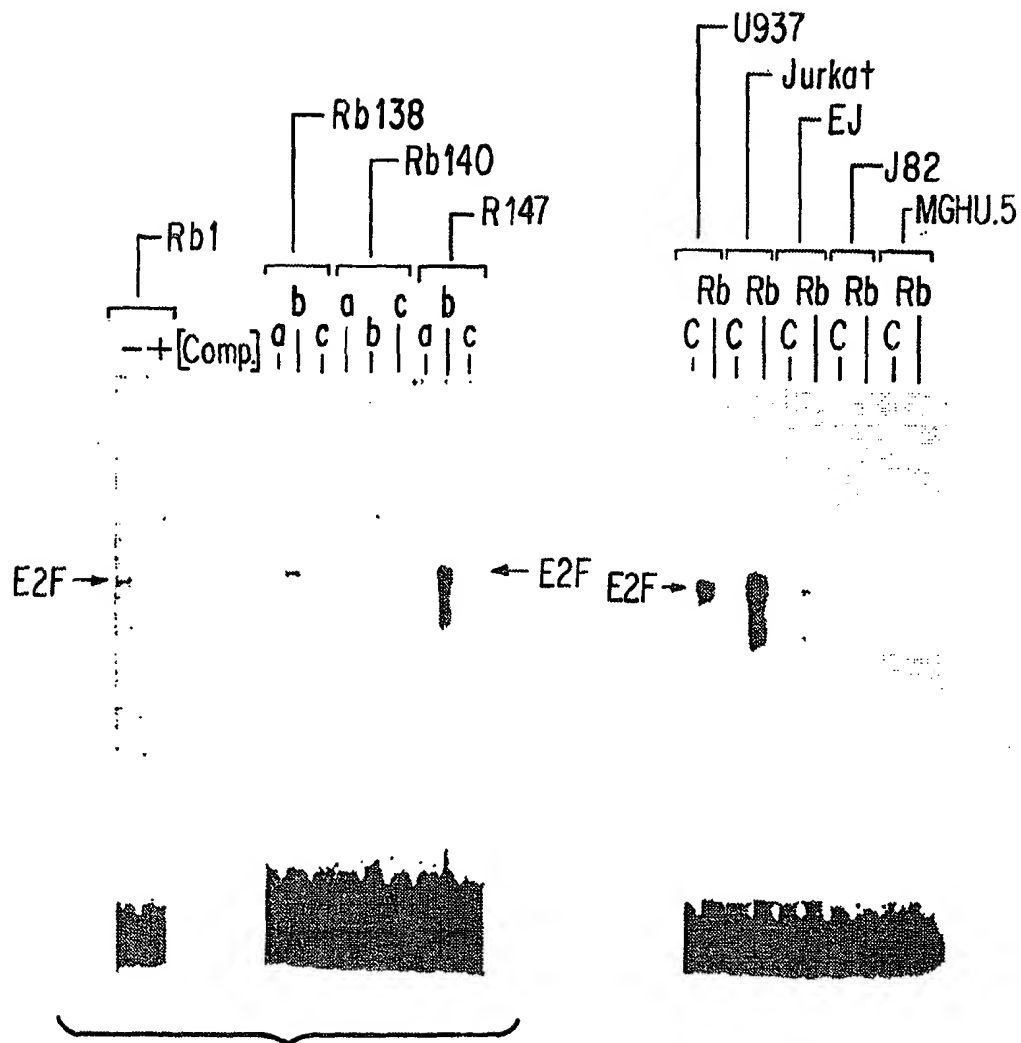 U937
Jurkat
EJ
J82
MGHU.5
Rb138
Rb140
R147
Rb1
b a c b
Rb Rb Rb Rb Rb
- + [Comp.] a c b a c
C C C C C
E2F
E2F
E2F